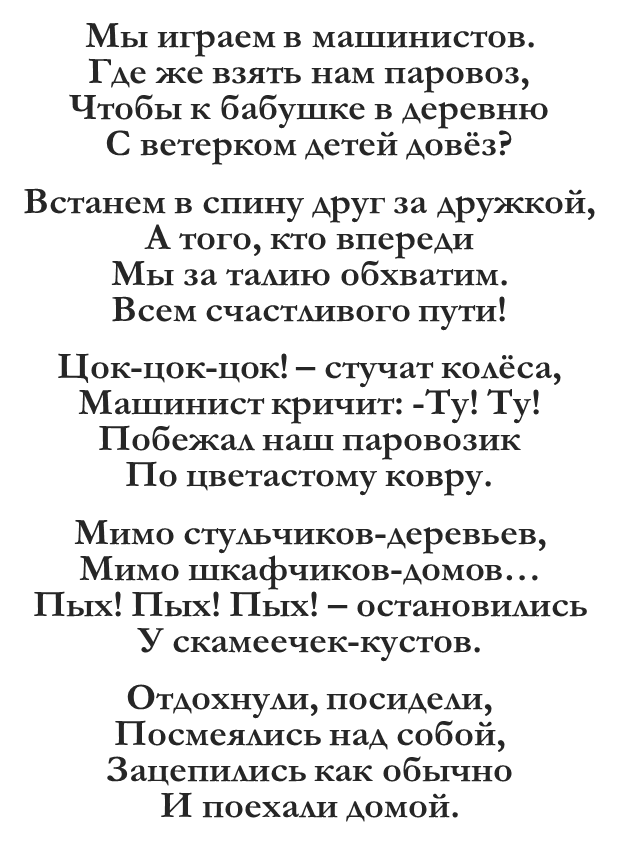 Мы играем в машинистов.
Где же взять нам паровоз,
Чтобы к бабушке в деревню
С ветерком детей довёз?
Встанем в спину друг за дружкой,
А того, кто впереди
Мы за талию обхватим.
Всем счастливого пути!
Цок-цок-цок! – стучат колёса,
Машинист кричит: -Ту! Ту!
Побежал наш паровозик
По цветастому ковру.
Мимо стульчиков-деревьев,
Мимо шкафчиков-домов…
Пых! Пых! Пых! – остановились
У скамеечек-кустов.
Отдохнули, посидели,
Посмеялись над собой,
Зацепились как обычно
И поехали домой.